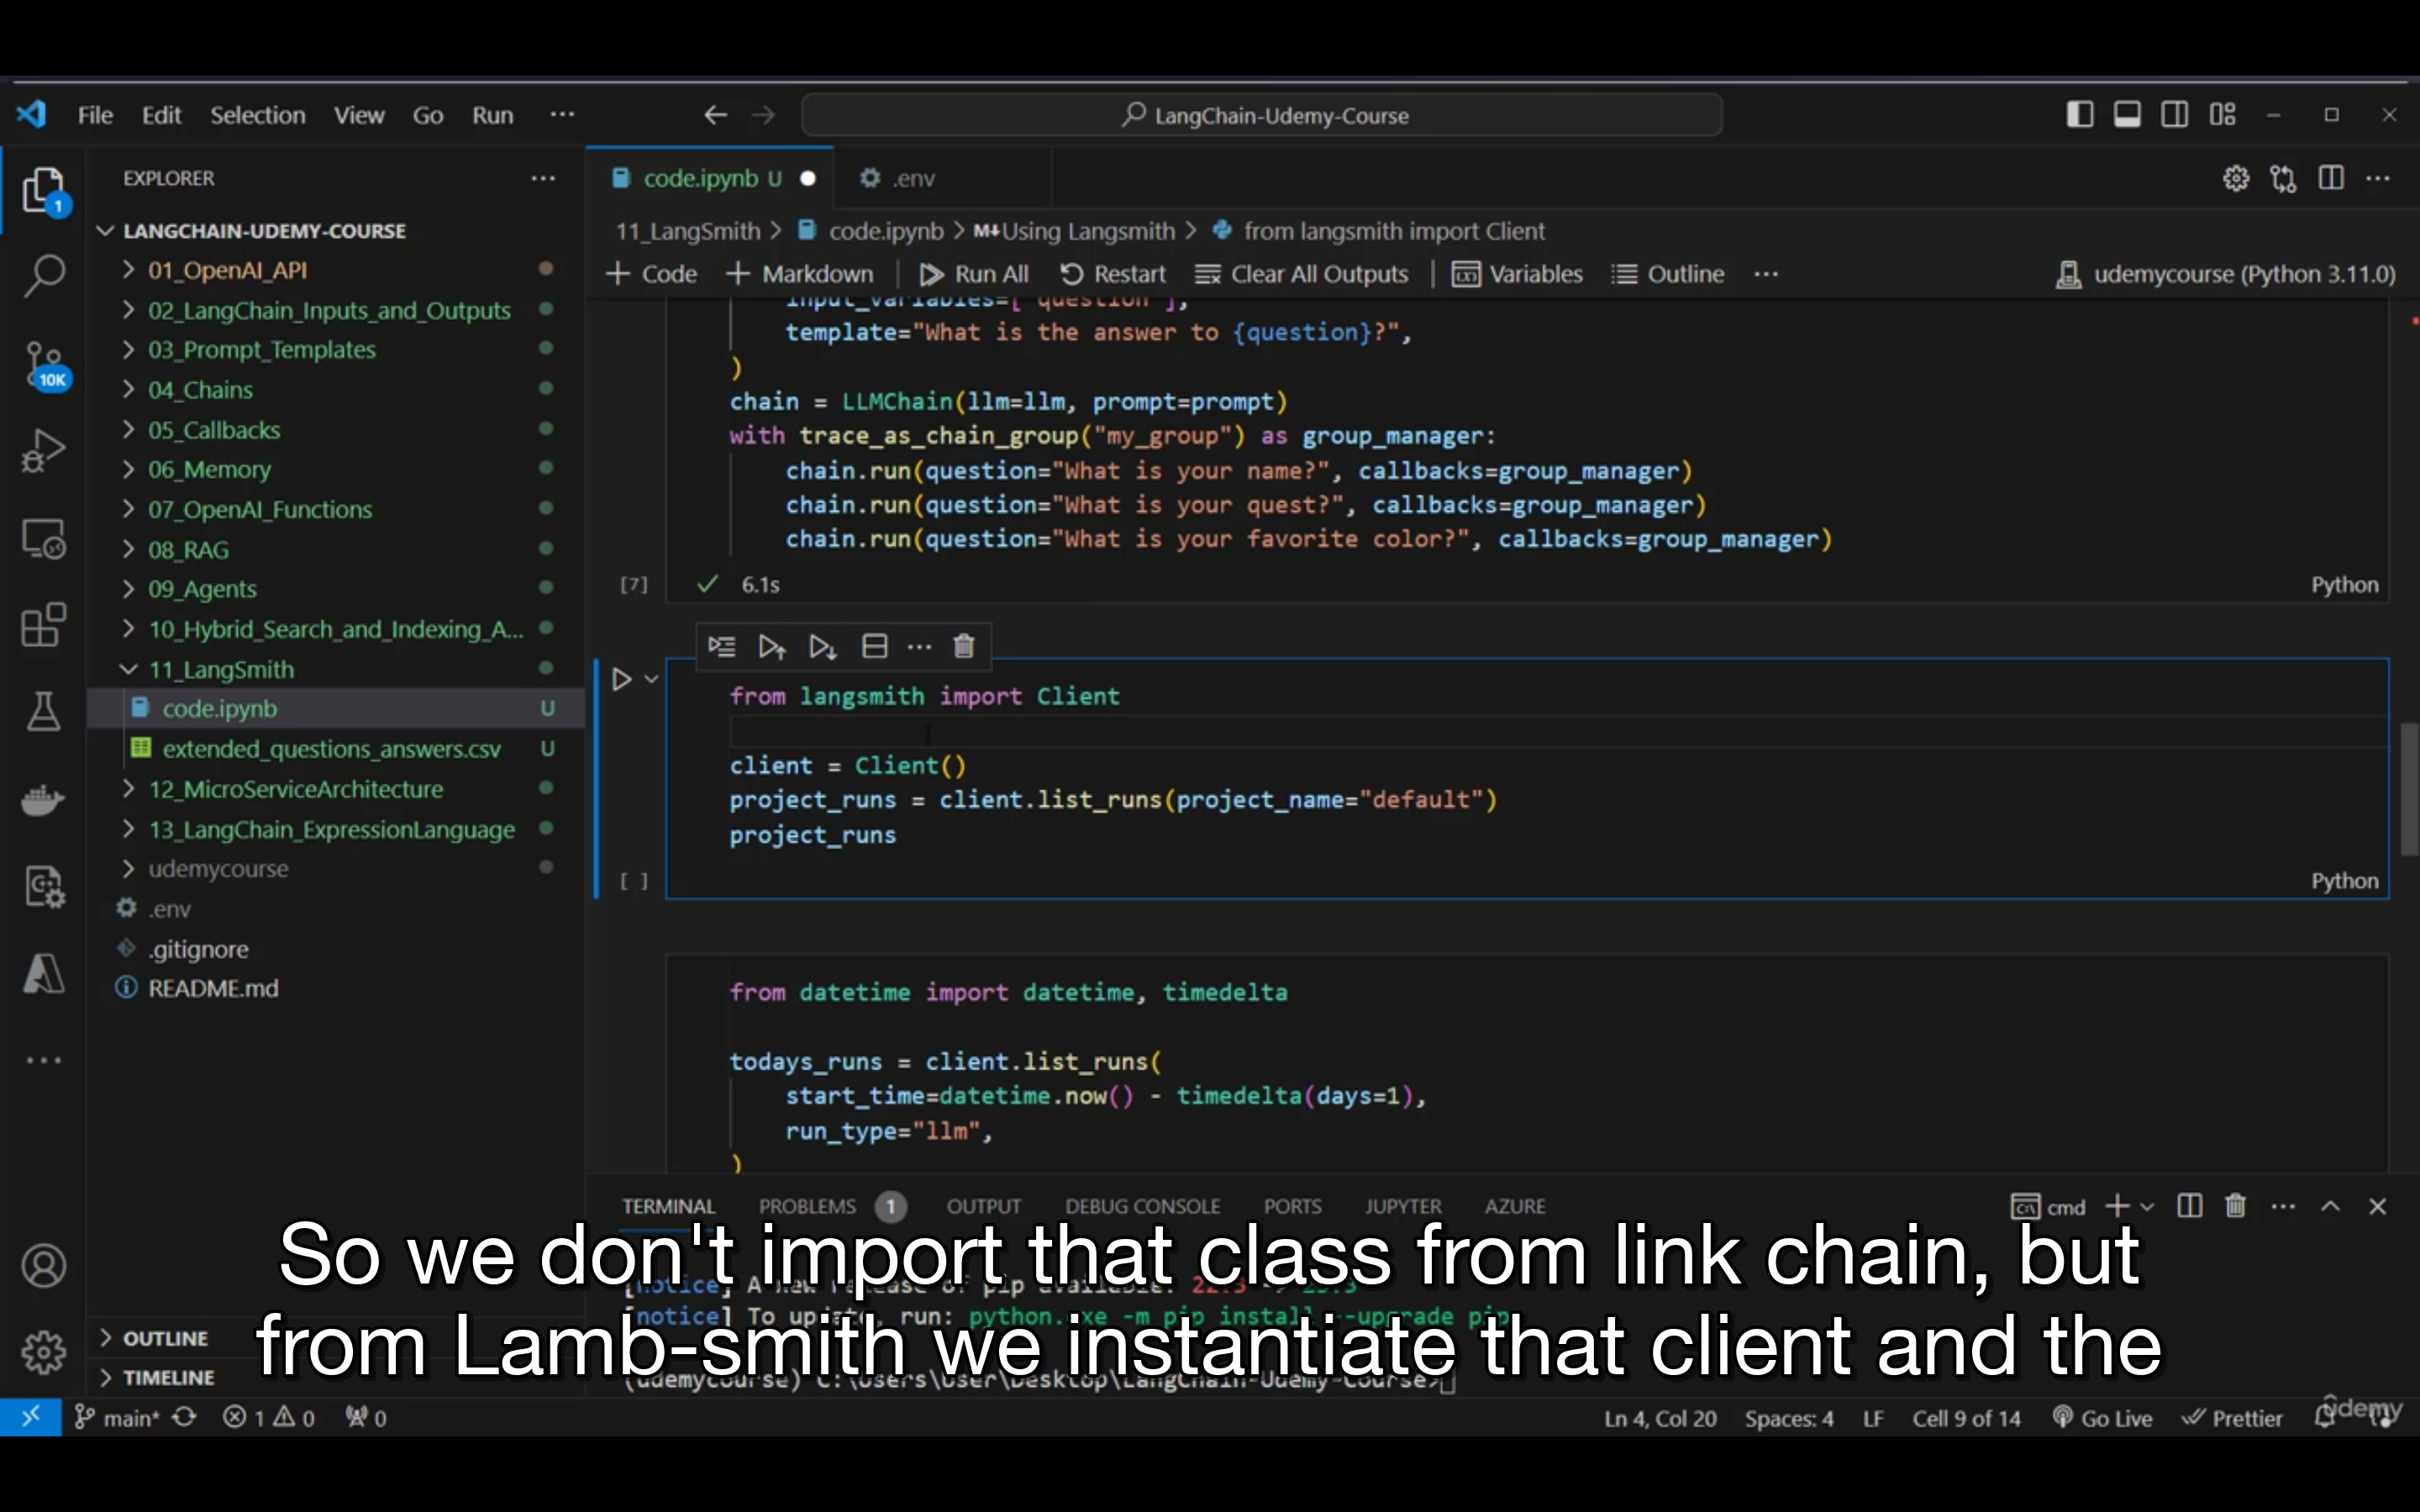 File Edit Selection View Go Run ...
LangChain-Udemy-Course
EXPLORER
1
LANGCHAIN-UDEMY-COURSE
01_OpenAI_API
02_LangChain_Inputs_and_Outputs
03_Prompt_Templates
10K
04_Chains
05_Callbacks
06_Memory
07_OpenAI_Functions
08_RAG
09_Agents
10_Hybrid_Search_and_Indexing_A...
11_LangSmith
code.ipynb U
extended_questions_answers.csv U
12_MicroServiceArchitecture
13_LangChain_ExpressionLanguage
udemycourse
.env
.gitignore
README.md
OUTLINE
TIMELINE
code.ipynb U
.env
11_LangSmith > code.ipynb > M↓Using Langsmith > from langsmith import Client
+ Code + Markdown | Run All Restart Clear All Outputs | Variables Outline ...
udemycourse (Python 3.11.0)
input_variables=["question"],
template="What is the answer to {question}?",
)
chain = LLMChain(llm=llm, prompt=prompt)
with trace_as_chain_group("my_group") as group_manager:
chain.run(question="What is your name?", callbacks=group_manager)
chain.run(question="What is your quest?", callbacks=group_manager)
chain.run(question="What is your favorite color?", callbacks=group_manager)
[7] ✓ 6.1s
Python
from langsmith import Client
client = Client()
project_runs = client.list_runs(project_name="default")
project_runs
[ ]
Python
from datetime import datetime, timedelta
todays_runs = client.list_runs(
start_time=datetime.now() - timedelta(days=1),
run_type="llm",
)
TERMINAL PROBLEMS 1 OUTPUT DEBUG CONSOLE PORTS JUPYTER AZURE
cmd
So we don't import that class from link chain, but
from Lamb-smith we instantiate that client and the
[notice] A new release of pip available: 22.3
[notice] To update, run: python.exe -m pip install --upgrade pip
(udemycourse) C:\Users\User\Desktop\LangChain-Udemy-Course>
main* 1 0 0
Ln 4, Col 20 Spaces: 4 LF Cell 9 of 14 Go Live Prettier
ûdemy